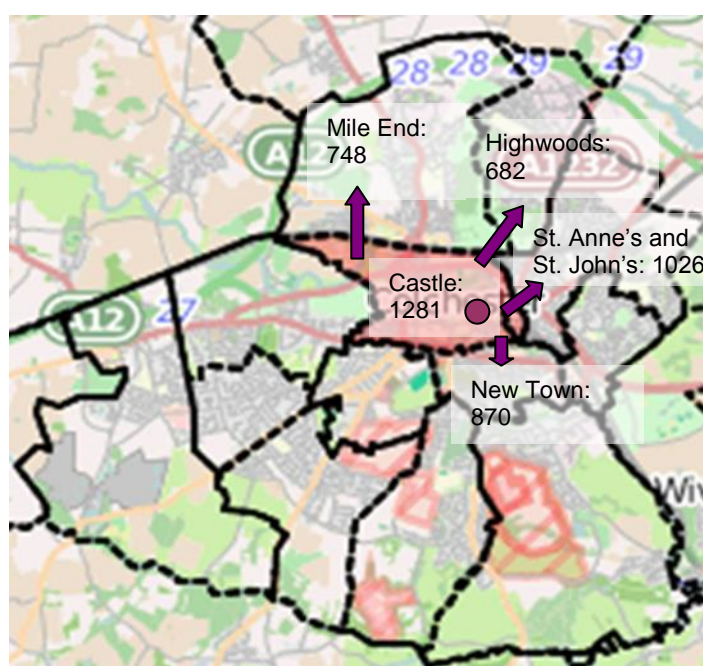 28 28 29 29
Mile End:
748
Highwoods:
682
A1232
St. Anne's and
St. John's: 1026
Castle:
1281
A12
27
New Town:
870
Wiv